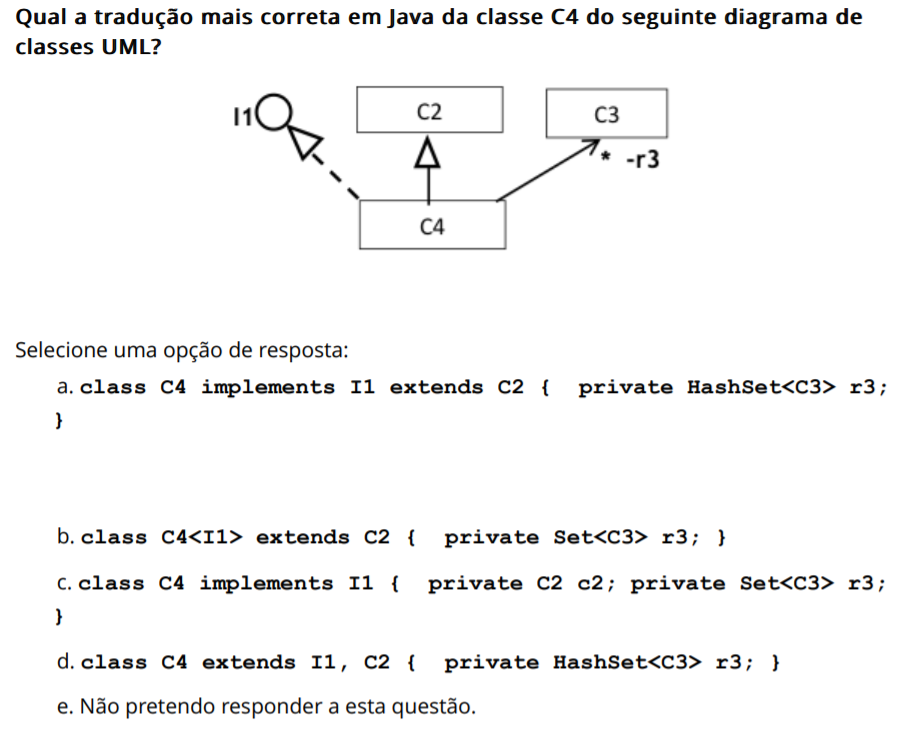 Qual a tradução mais correta em Java da classe C4 do seguinte diagrama de
classes UML?
I1
C2
C3
* -r3
C4
Selecione uma opção de resposta:
a. class C4 implements I1 extends C2 { private HashSet<C3> r3;
}
b. class C4<I1> extends C2 { private Set<C3> r3; }
c. class C4 implements I1 { private C2 c2; private Set<C3> r3;
}
d. class C4 extends I1, C2 { private HashSet<C3> r3; }
e. Não pretendo responder a esta questão.